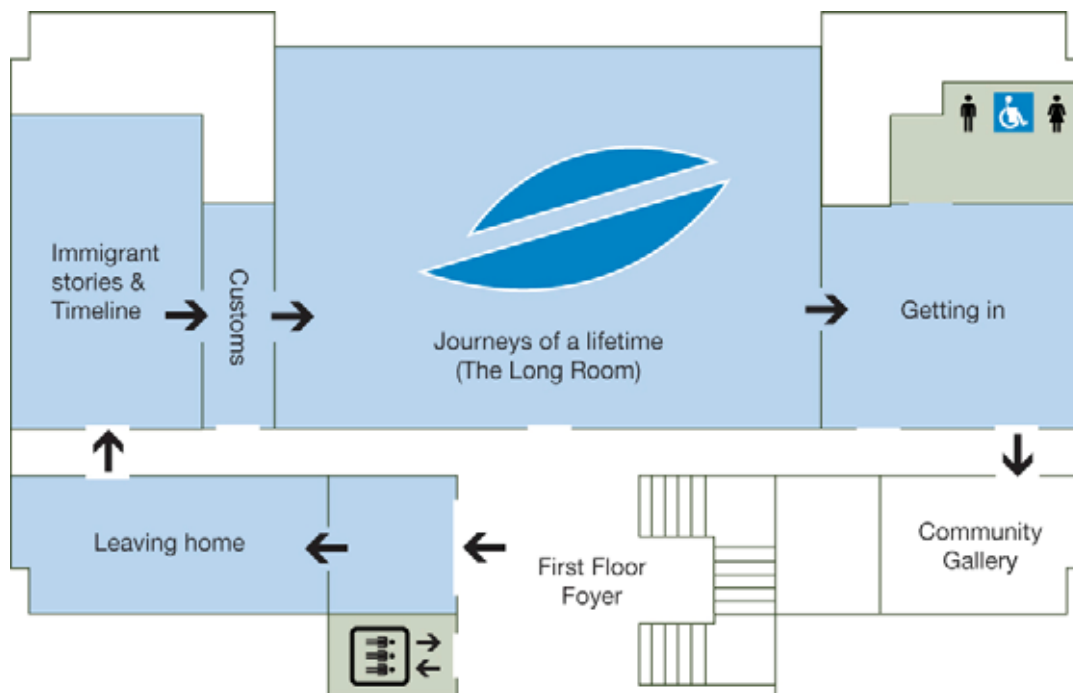 Immigrant
stories &
Timeline
Customs
Journeys of a lifetime
(The Long Room)
Getting in
Leaving home
First Floor
Foyer
Community
Gallery